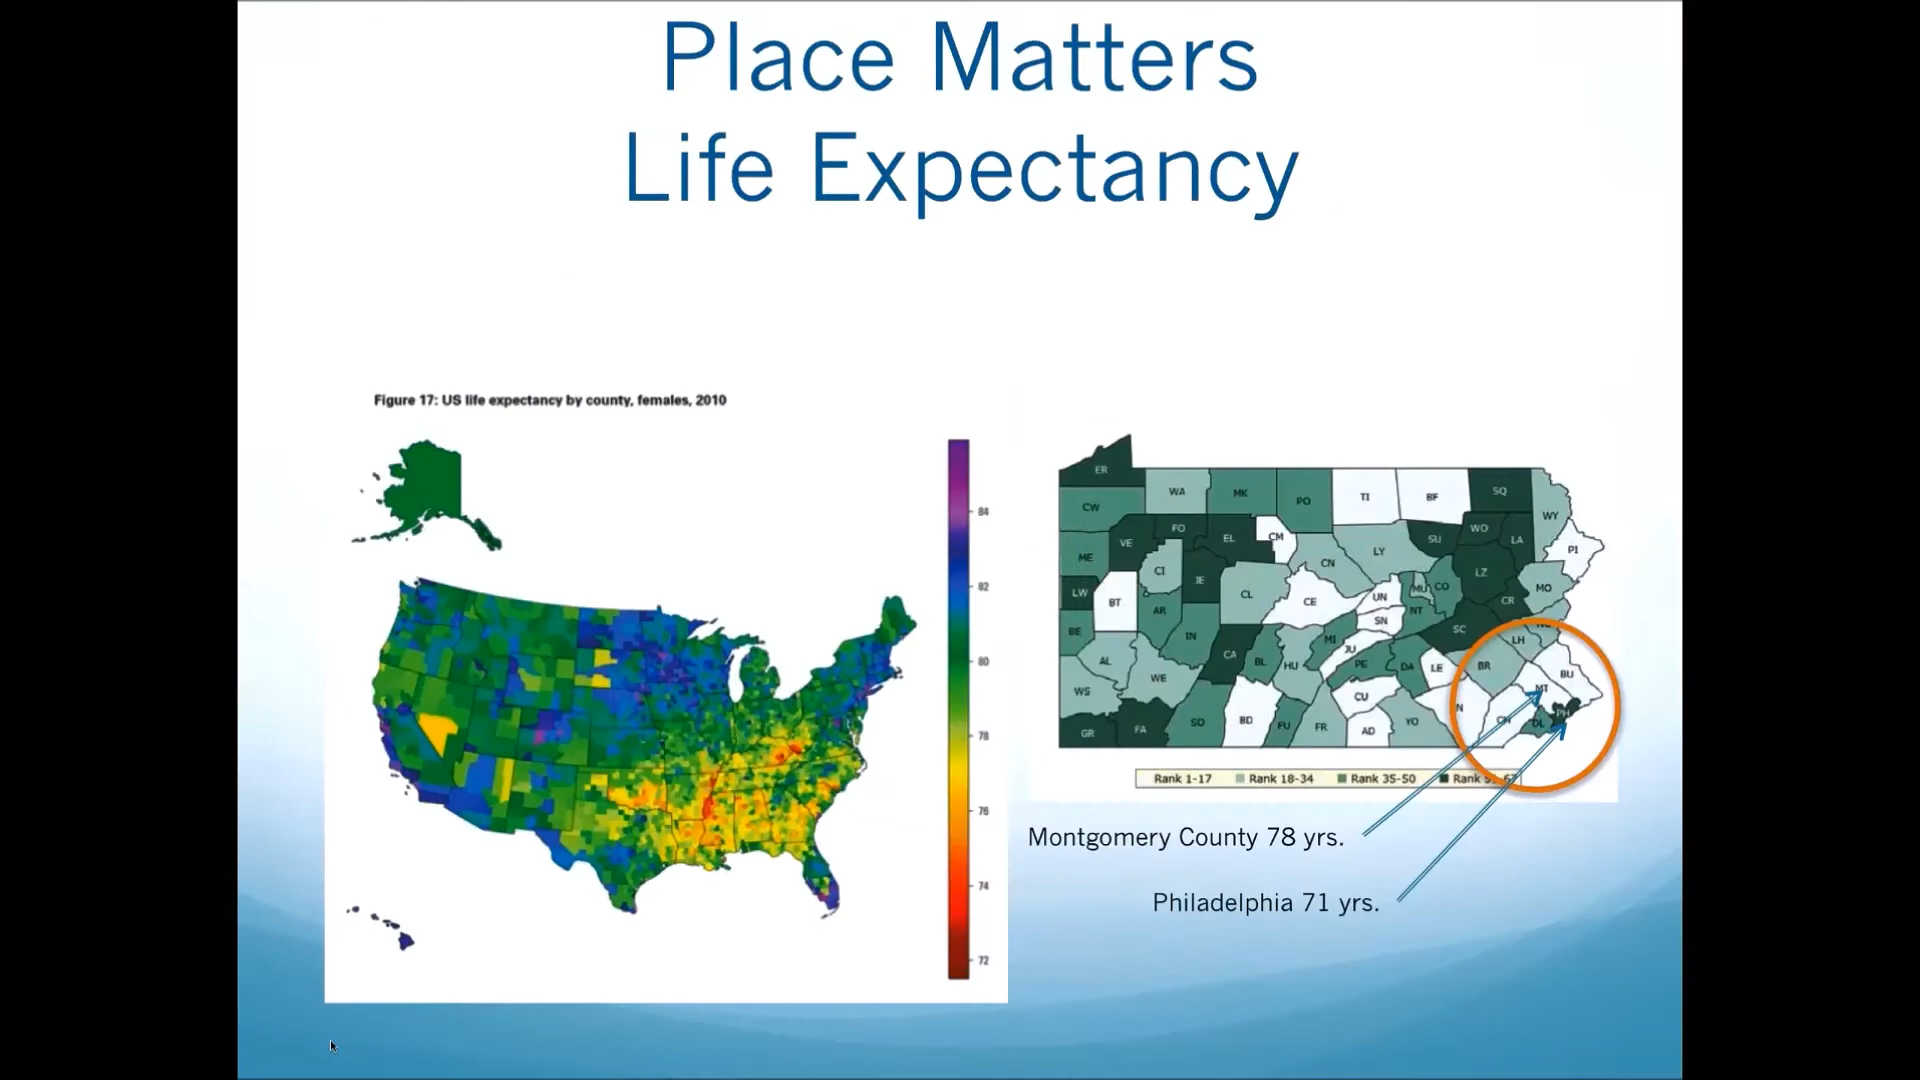 Place Matters
Life Expectancy
Figure 17: US life expectancy by county, females, 2010
84
82
80
78
76
74
72
ER
WA
MK
PO
TI
BF
SQ
WY
CW
FO
EL
CM
VE
SU
WO
LA
PI
ME
CI
JE
CN
LY
LZ
MO
LW
BT
AR
CL
CE
UN
MU
CO
CR
NT
SN
BE
IN
CA
BL
HU
MI
JU
PE
DA
SC
LE
BR
LH
AL
WE
WS
MT
BU
CU
SO
BD
FU
FR
AD
YO
GR
FA
DL
PH
Rank 1-17
Rank 18-34
Rank 35-50
Rank
Montgomery County 78 yrs.
Philadelphia 71 yrs.